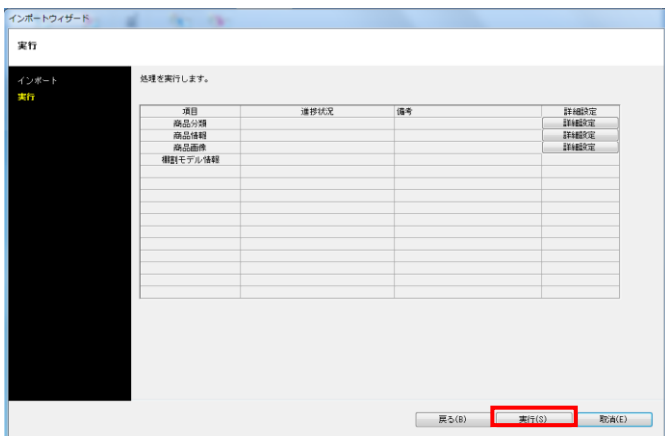 インポートウィザード
実行
インポート
実行
処理を実行します。
項目 進捗状況 備考 詳細設定
商品分類 詳細設定
商品情報 詳細設定
商品画像 詳細設定
棚割モデル情報
戻る(B) 実行(S) 取消(E)